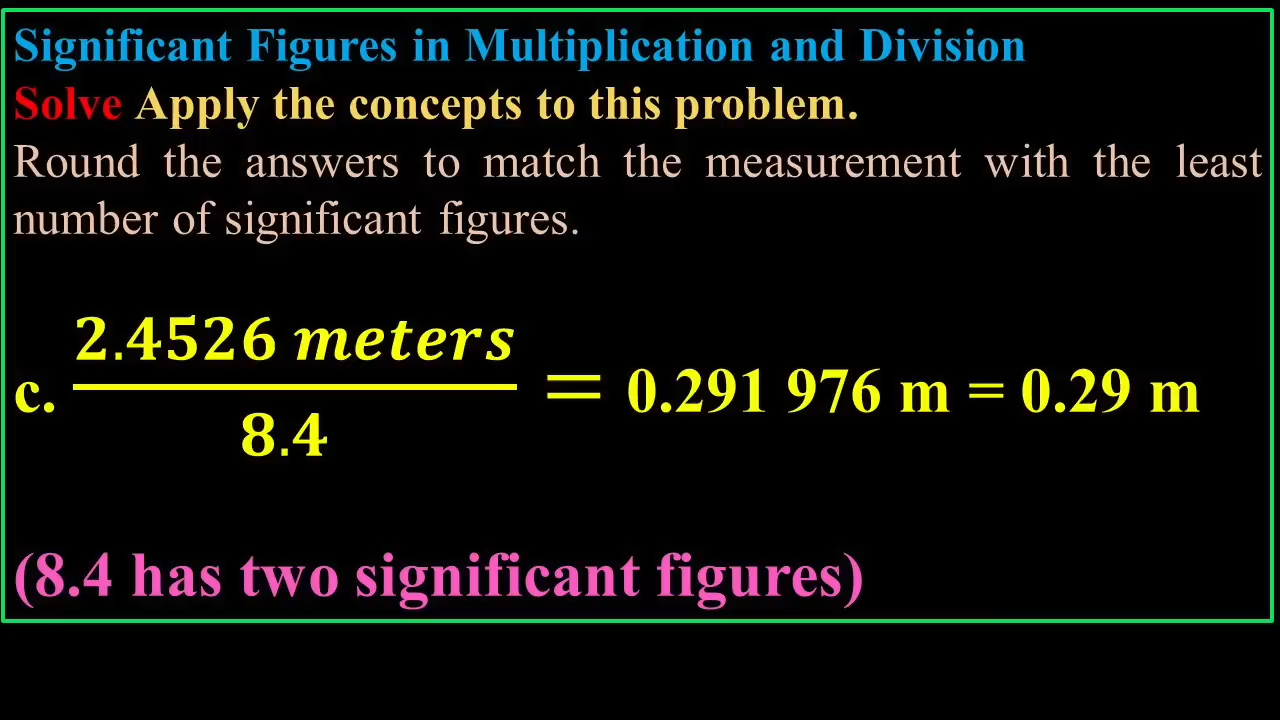 Significant Figures in Multiplication and Division
Solve Apply the concepts to this problem.
Round the answers to match the measurement with the least
number of significant figures.
2.4526 meters
c. = 0.291 976 m = 0.29 m
8.4
(8.4 has two significant figures)